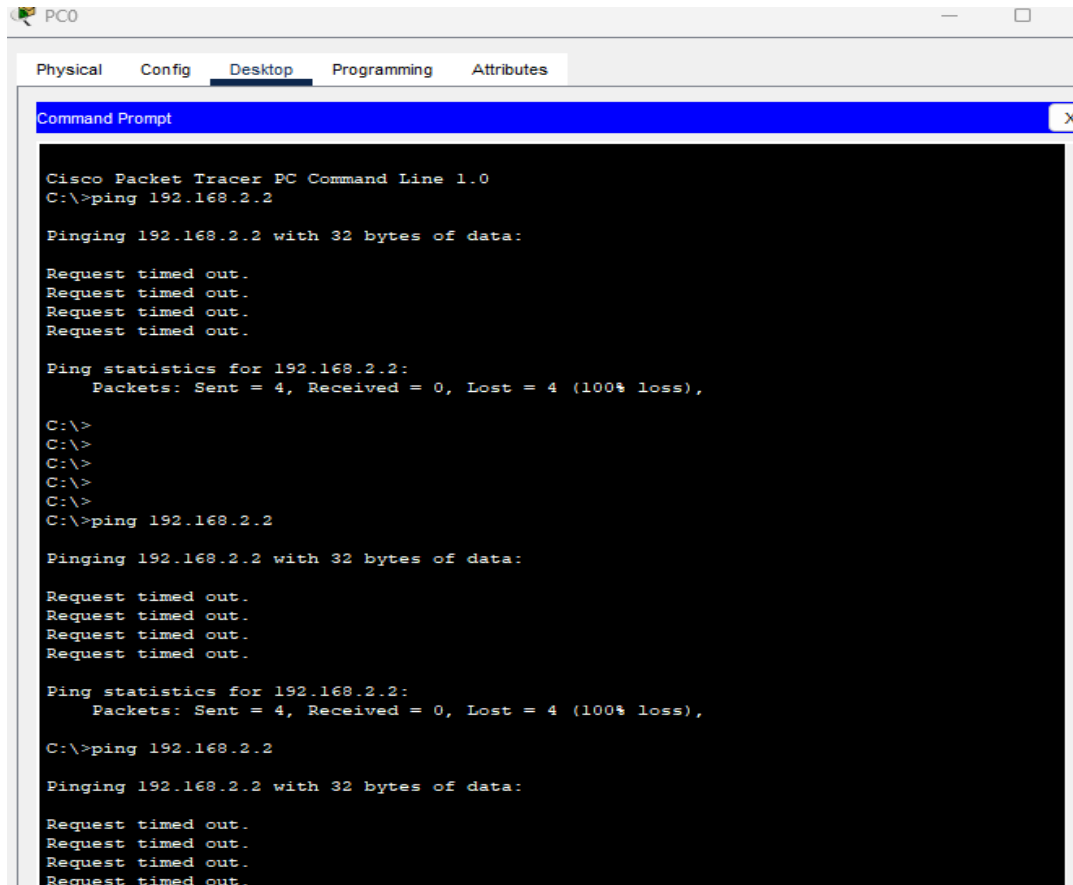 PC0
Physical Config Desktop Programming Attributes
Command Prompt
X
Cisco Packet Tracer PC Command Line 1.0
C:\>ping 192.168.2.2
Pinging 192.168.2.2 with 32 bytes of data:
Request timed out.
Request timed out.
Request timed out.
Request timed out.
Ping statistics for 192.168.2.2:
Packets: Sent = 4, Received = 0, Lost = 4 (100% loss),
C:\>
C:\>
C:\>
C:\>
C:\>
C:\>ping 192.168.2.2
Pinging 192.168.2.2 with 32 bytes of data:
Request timed out.
Request timed out.
Request timed out.
Request timed out.
Ping statistics for 192.168.2.2:
Packets: Sent = 4, Received = 0, Lost = 4 (100% loss),
C:\>ping 192.168.2.2
Pinging 192.168.2.2 with 32 bytes of data:
Request timed out.
Request timed out.
Request timed out.
Request timed out.